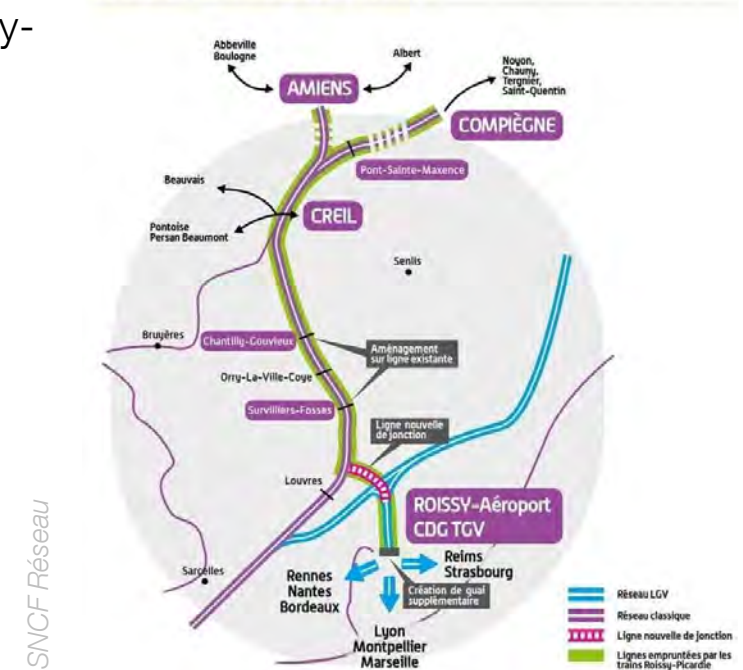 y-
Abbeville
Boulogne
Albert
AMIENS
Noyon,
Chauny,
Tergnier,
Saint-Quentin
COMPIÈGNE
Pont-Sainte-Maxence
Beauvais
CREIL
Pontoise
Persan Beaumont
Senlis
Bruyères
Chantilly-Gouvieux
Aménagement
sur ligne existante
Orry-La-Ville-Coye
Survilliers-Fosses
Ligne nouvelle
de jonction
Louvres
ROISSY-Aéroport
CDG TGV
Sarcelles
Reims
Strasbourg
Rennes
Nantes
Bordeaux
Création de quai
supplémentaire
Lyon
Montpellier
Marseille
Réseau LGV
Réseau classique
Ligne nouvelle de jonction
Lignes empruntées par les
trains Roissy-Picardie
SNCF Réseau